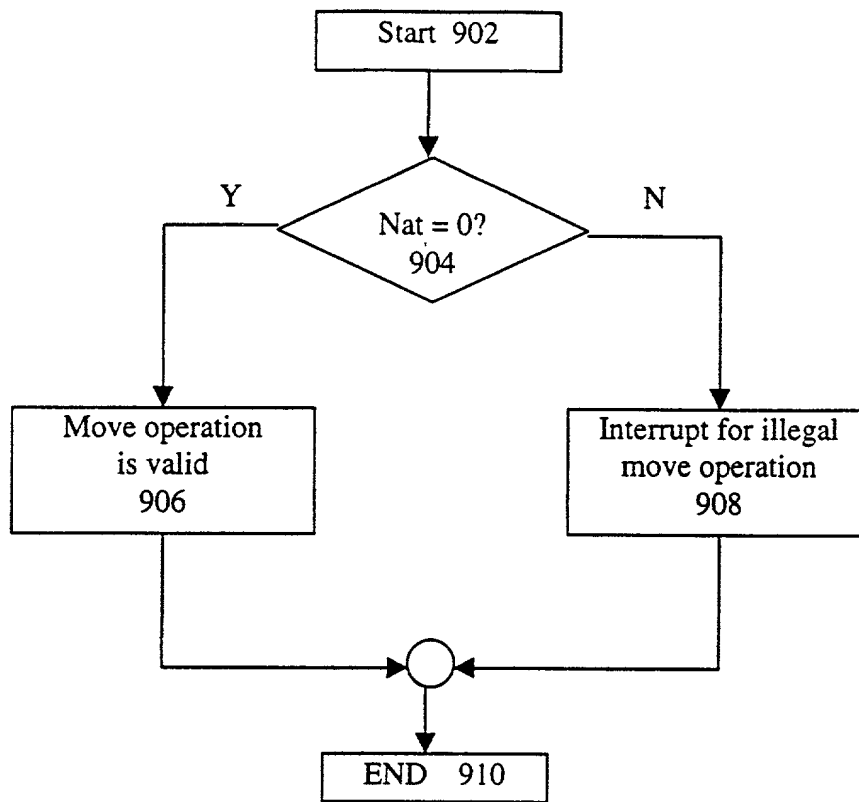 Start 902
Y
N
Nat = 0?
904
Move operation
is valid
906
Interrupt for illegal
move operation
908
END 910